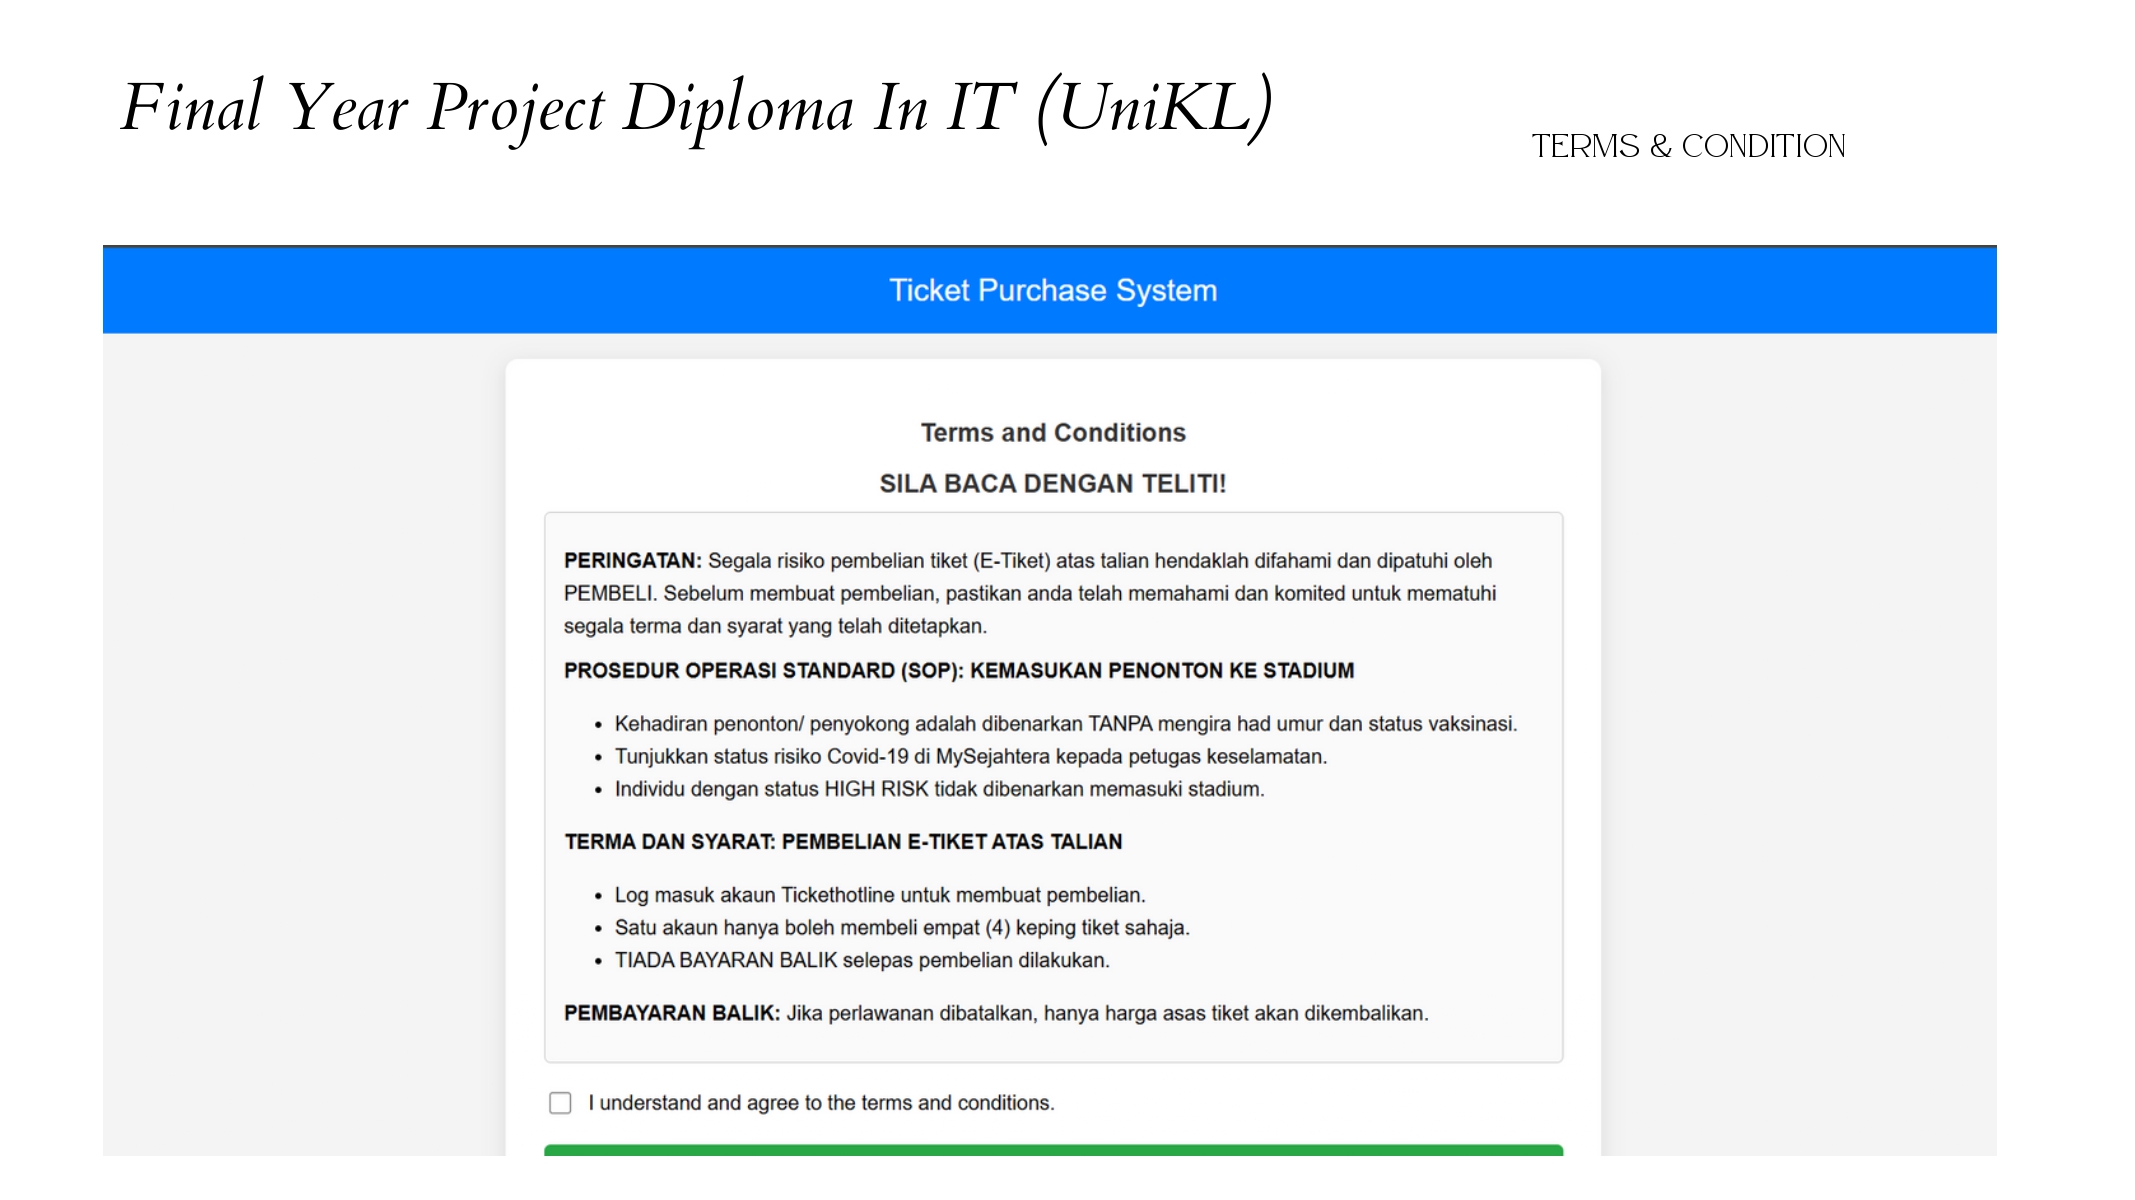 Final Year Project Diploma In IT (UniKL)
TERMS & CONDITION
Ticket Purchase System
Terms and Conditions
SILA BACA DENGAN TELITI!
PERINGATAN: Segala risiko pembelian tiket (E-Tiket) atas talian hendaklah difahami dan dipatuhi oleh
PEMBELI. Sebelum membuat pembelian, pastikan anda telah memahami dan komited untuk mematuhi
segala terma dan syarat yang telah ditetapkan.
PROSEDUR OPERASI STANDARD (SOP): KEMASUKAN PENONTON KE STADIUM
• Kehadiran penonton/ penyokong adalah dibenarkan TANPA mengira had umur dan status vaksinasi.
• Tunjukkan status risiko Covid-19 di MySejahtera kepada petugas keselamatan.
• Individu dengan status HIGH RISK tidak dibenarkan memasuki stadium.
TERMA DAN SYARAT: PEMBELIAN E-TIKET ATAS TALIAN
• Log masuk akaun Tickethotline untuk membuat pembelian.
• Satu akaun hanya boleh membeli empat (4) keping tiket sahaja.
• TIADA BAYARAN BALIK selepas pembelian dilakukan.
PEMBAYARAN BALIK: Jika perlawanan dibatalkan, hanya harga asas tiket akan dikembalikan.
I understand and agree to the terms and conditions.